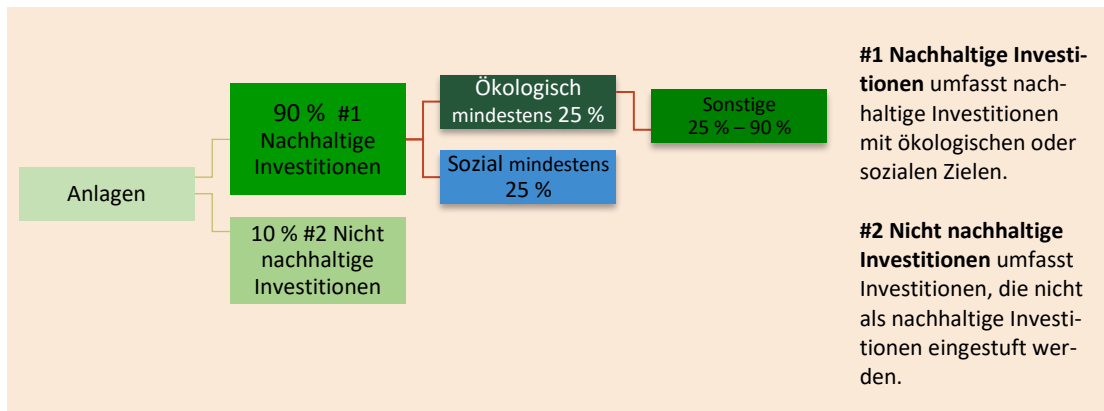 Anlagen
90 % #1
Nachhaltige
Investitionen
10 % #2 Nicht
nachhaltige
Investitionen
Ökologisch
mindestens 25 %
Sozial mindestens
25 %
Sonstige
25 % – 90 %
#1 Nachhaltige Investi-
tionen umfasst nach-
haltige Investitionen
mit ökologischen oder
sozialen Zielen.
#2 Nicht nachhaltige
Investitionen umfasst
Investitionen, die nicht
als nachhaltige Investi-
tionen eingestuft wer-
den.